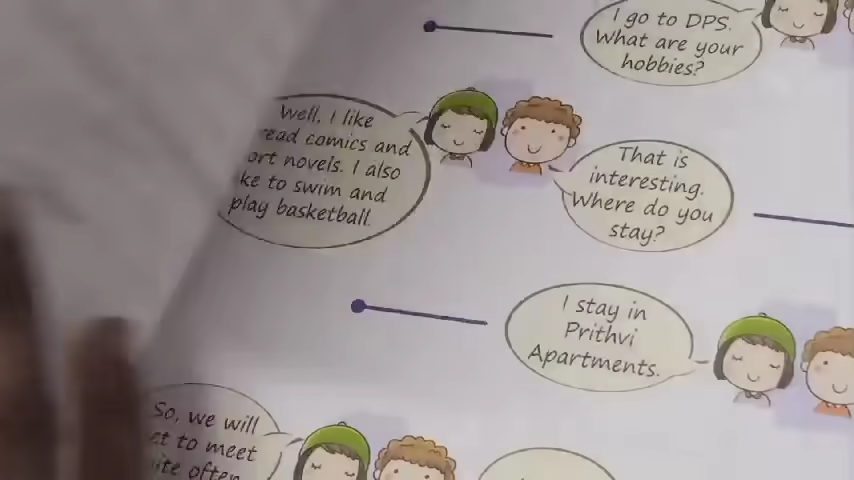 I go to DPS.
What are your
hobbies?
Well, I like
read comics and
ort novels. I also
ke to swim and
play basketball.
That is
interesting.
Where do you
stay?
I stay in
Prithvi
Apartments.
So, we will
to meet
often